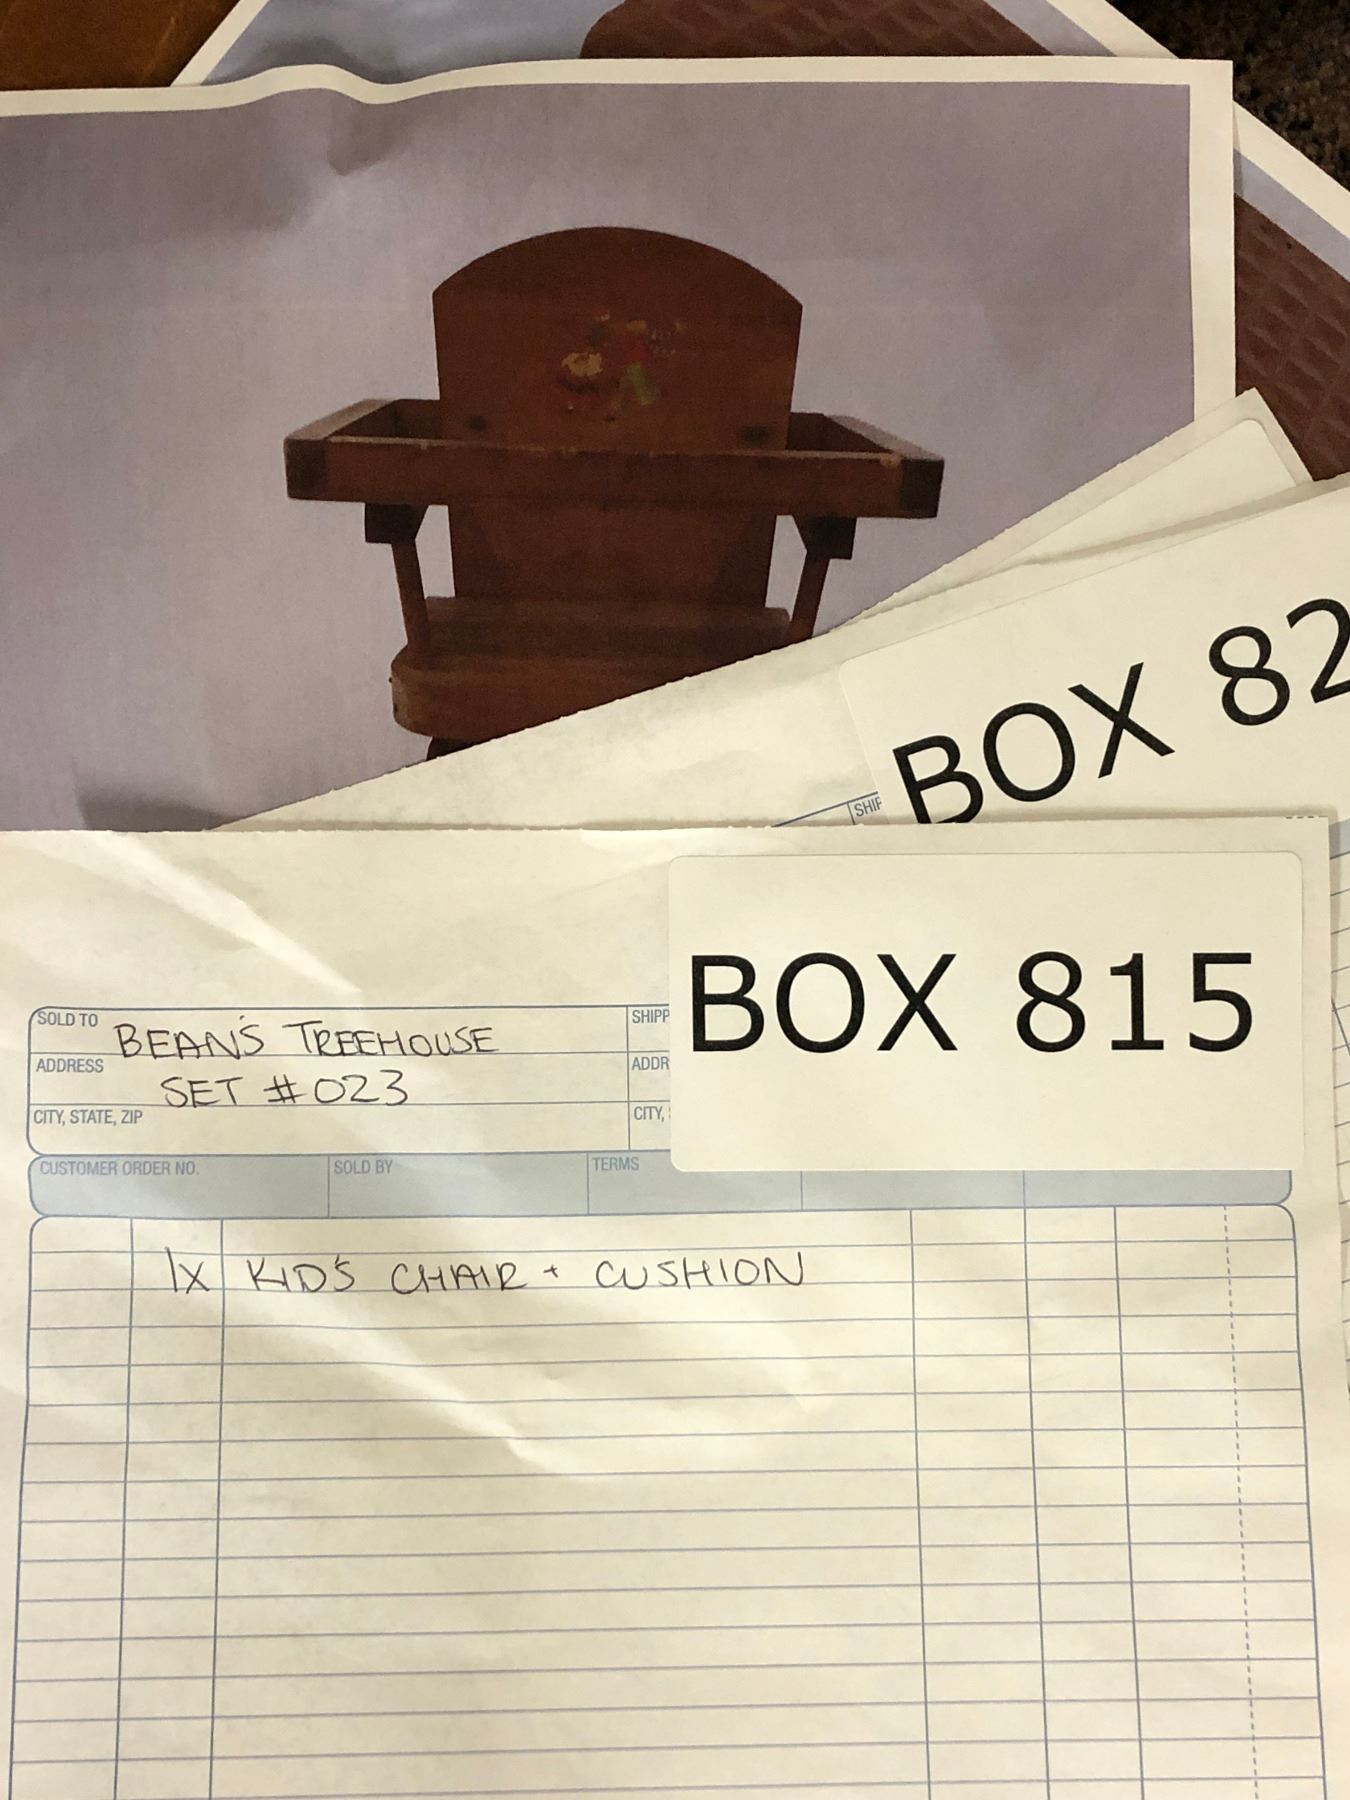 BOX 82
SHIP
BOX 815
SOLD TO BEAN'S TREEHOUSE
SHIPP
ADDRESS SET #023
ADDR
CITY, STATE, ZIP
CITY,
CUSTOMER ORDER NO. SOLD BY TERMS
1X KID'S CHAIR + CUSHION